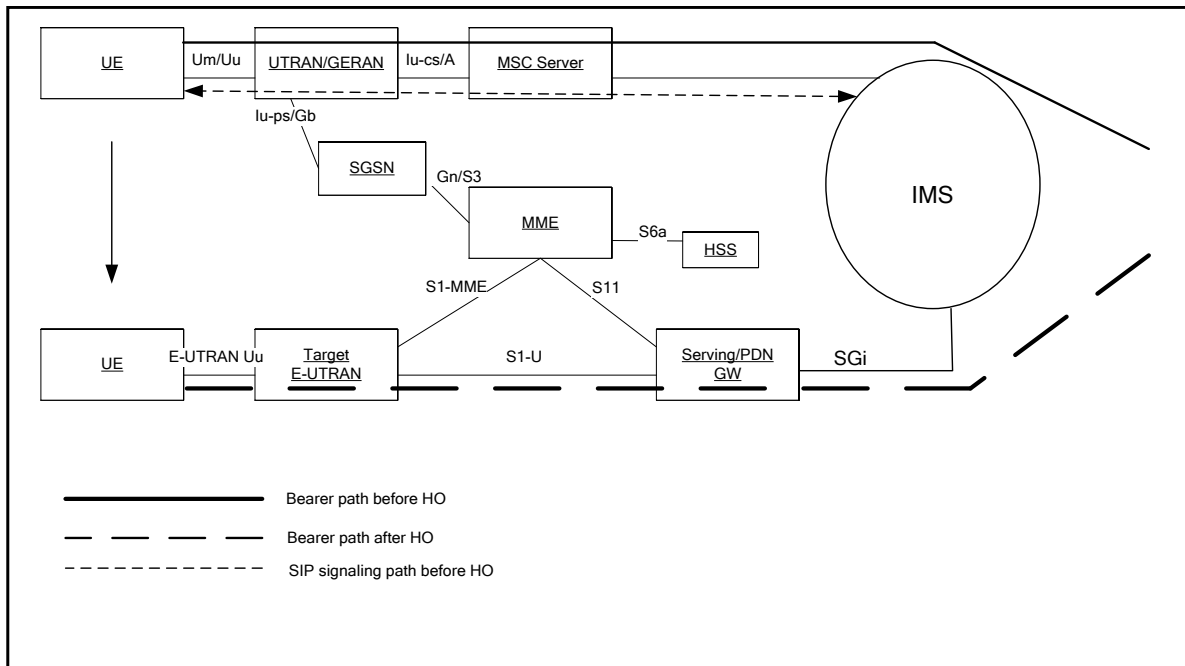 UE
Um/Uu
UTRAN/GERAN
Iu-cs/A
MSC Server
Iu-ps/Gb
SGSN
Gn/S3
MME
S6a
HSS
IMS
S1-MME
S11
UE
E-UTRAN Uu
Target
E-UTRAN
S1-U
Serving/PDN
GW
SGi
Bearer path before HO
Bearer path after HO
SIP signaling path before HO